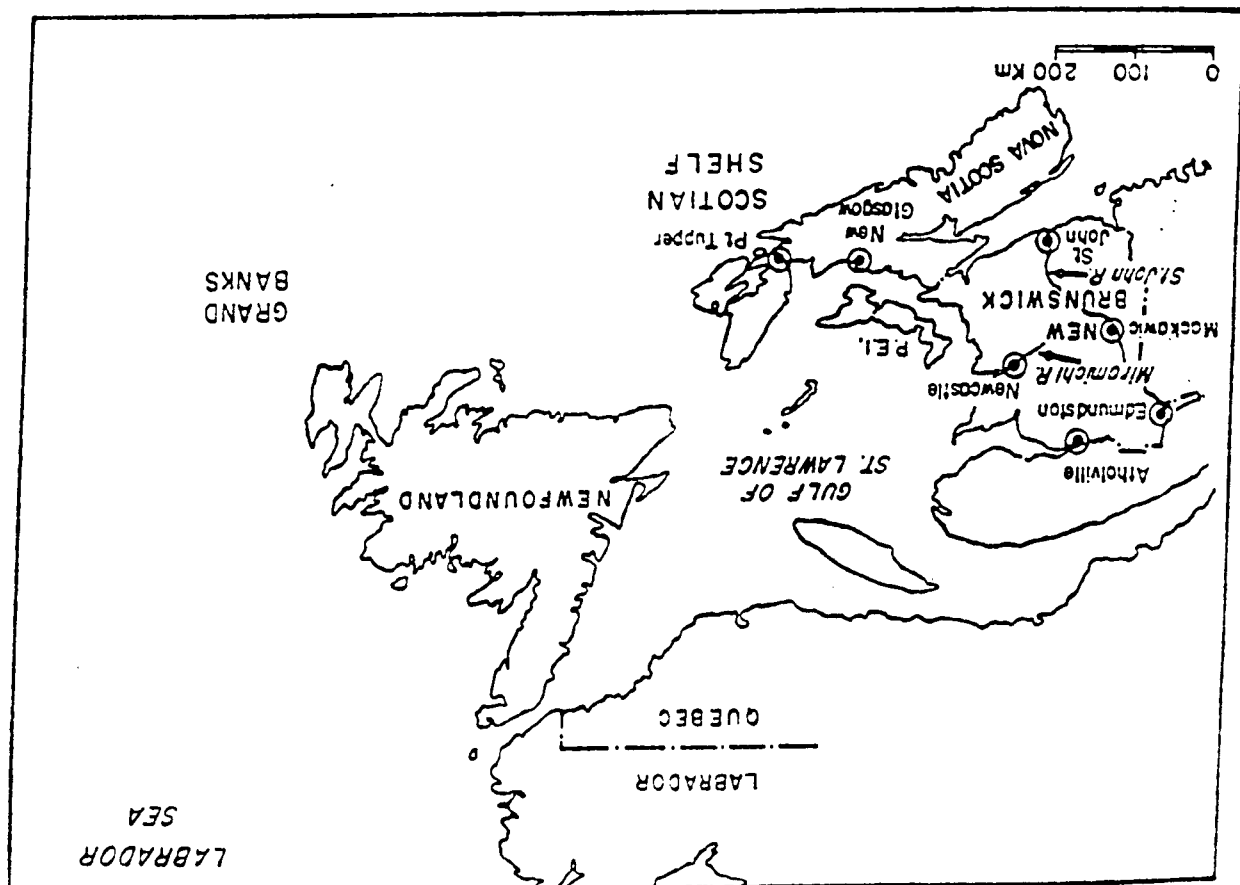 LABRADOR
SEA
LABRADOR
QUEBEC
NEWFOUNDLAND
GULF OF
ST. LAWRENCE
Atholville
Edmundston
Newcastle
Miramichi R.
P.E.I.
Mackawic
NEW
BRUNSWICK
GRAND
BANKS
St. John R.
St.
John
Pt. Tupper
New
Glasgow
SCOTIAN
SHELF
NOVA SCOTIA
0 100 200 Km